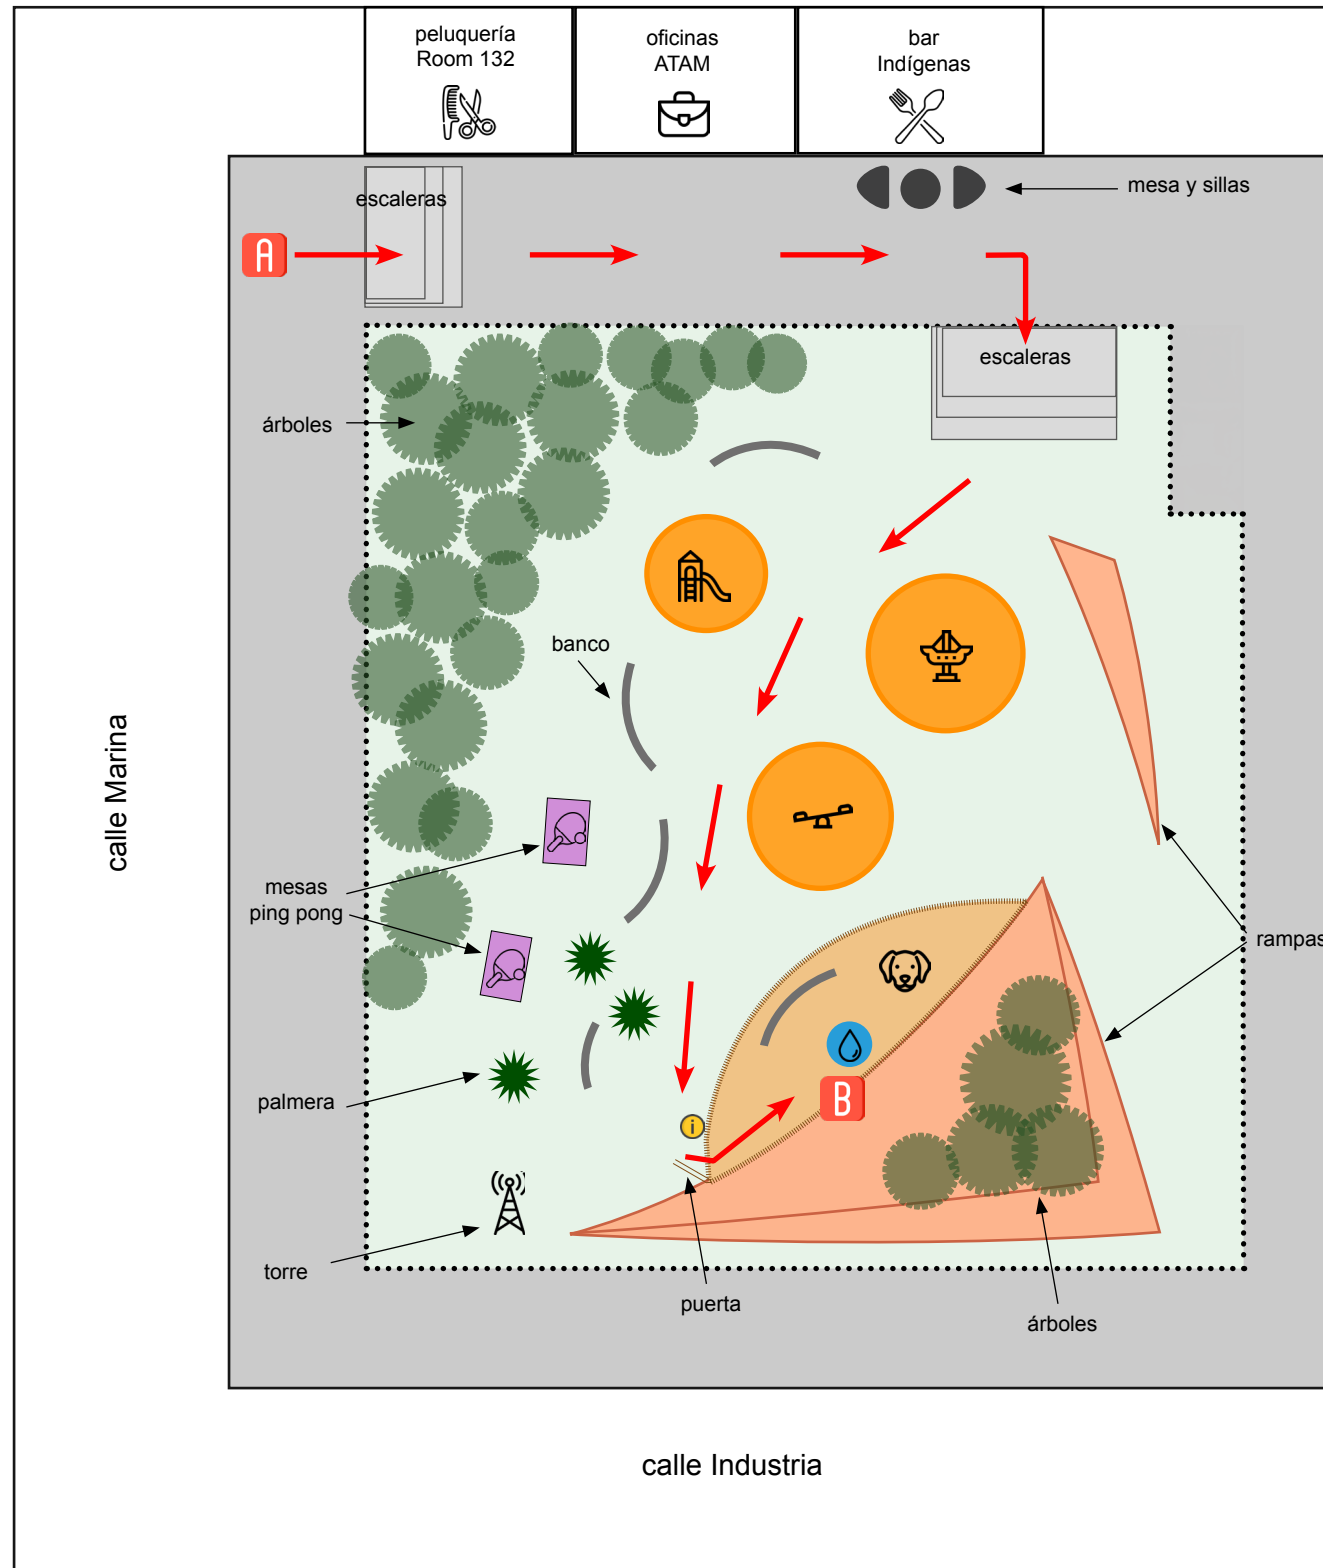 peluquería
Room 132
oficinas
ATAM
bar
Indígenas
escaleras
mesa y sillas
A
escaleras
árboles
banco
calle Marina
mesas
ping pong
rampas
palmera
B
i
torre
puerta
árboles
calle Industria